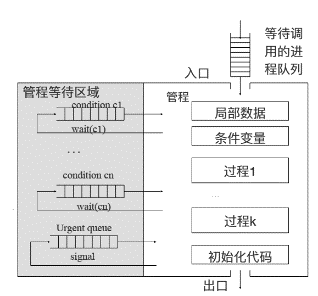 等待调
用的进
程队列
入口
管程等待区域
condition c1
wait(c1)
...
condition cn
wait(cn)
Urgent queue
signal
管程
局部数据
条件变量
过程1
...
过程k
初始化代码
出口